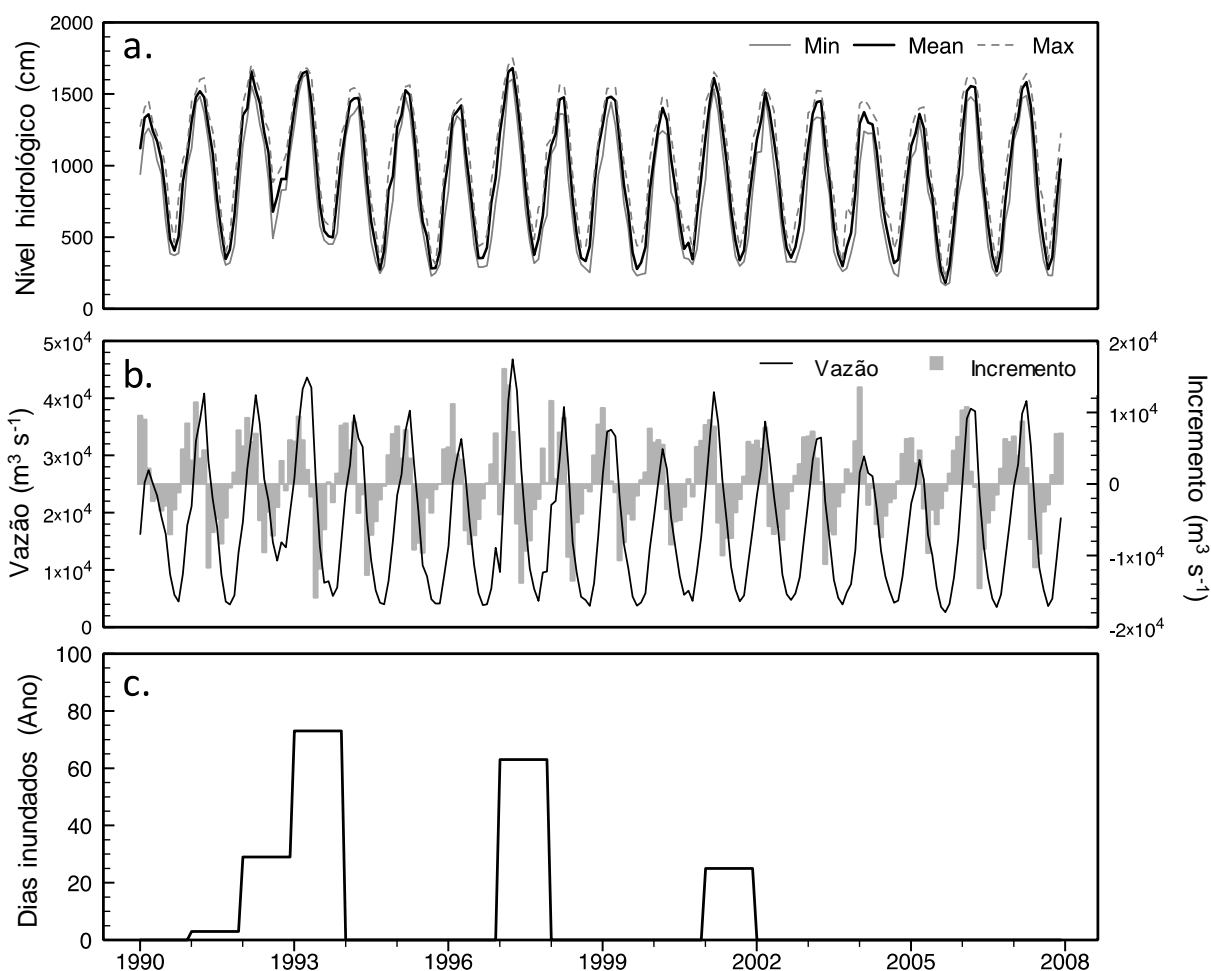 2000
1500
1000
500
0
Nível hidrológico (cm)
a.
Min Mean Max
5x10⁴
4x10⁴
3x10⁴
2x10⁴
1x10⁴
0
Vazão (m³ s⁻¹)
b.
Vazão Incremento
2x10⁴
1x10⁴
0
-1x10⁴
-2x10⁴
Incremento (m³ s⁻¹)
100
80
60
40
20
0
Dias inundados (Ano)
c.
1990 1993 1996 1999 2002 2005 2008